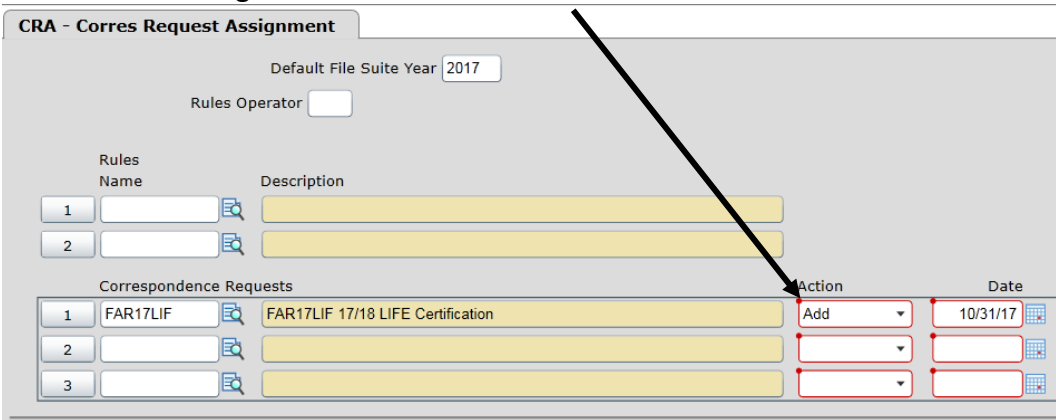 CRA - Corres Request Assignment
Default File Suite Year 2017
Rules Operator
Rules
Name Description
1
2
Correspondence Requests Action Date
1 FAR17LIF FAR17LIF 17/18 LIFE Certification Add 10/31/17
2
3